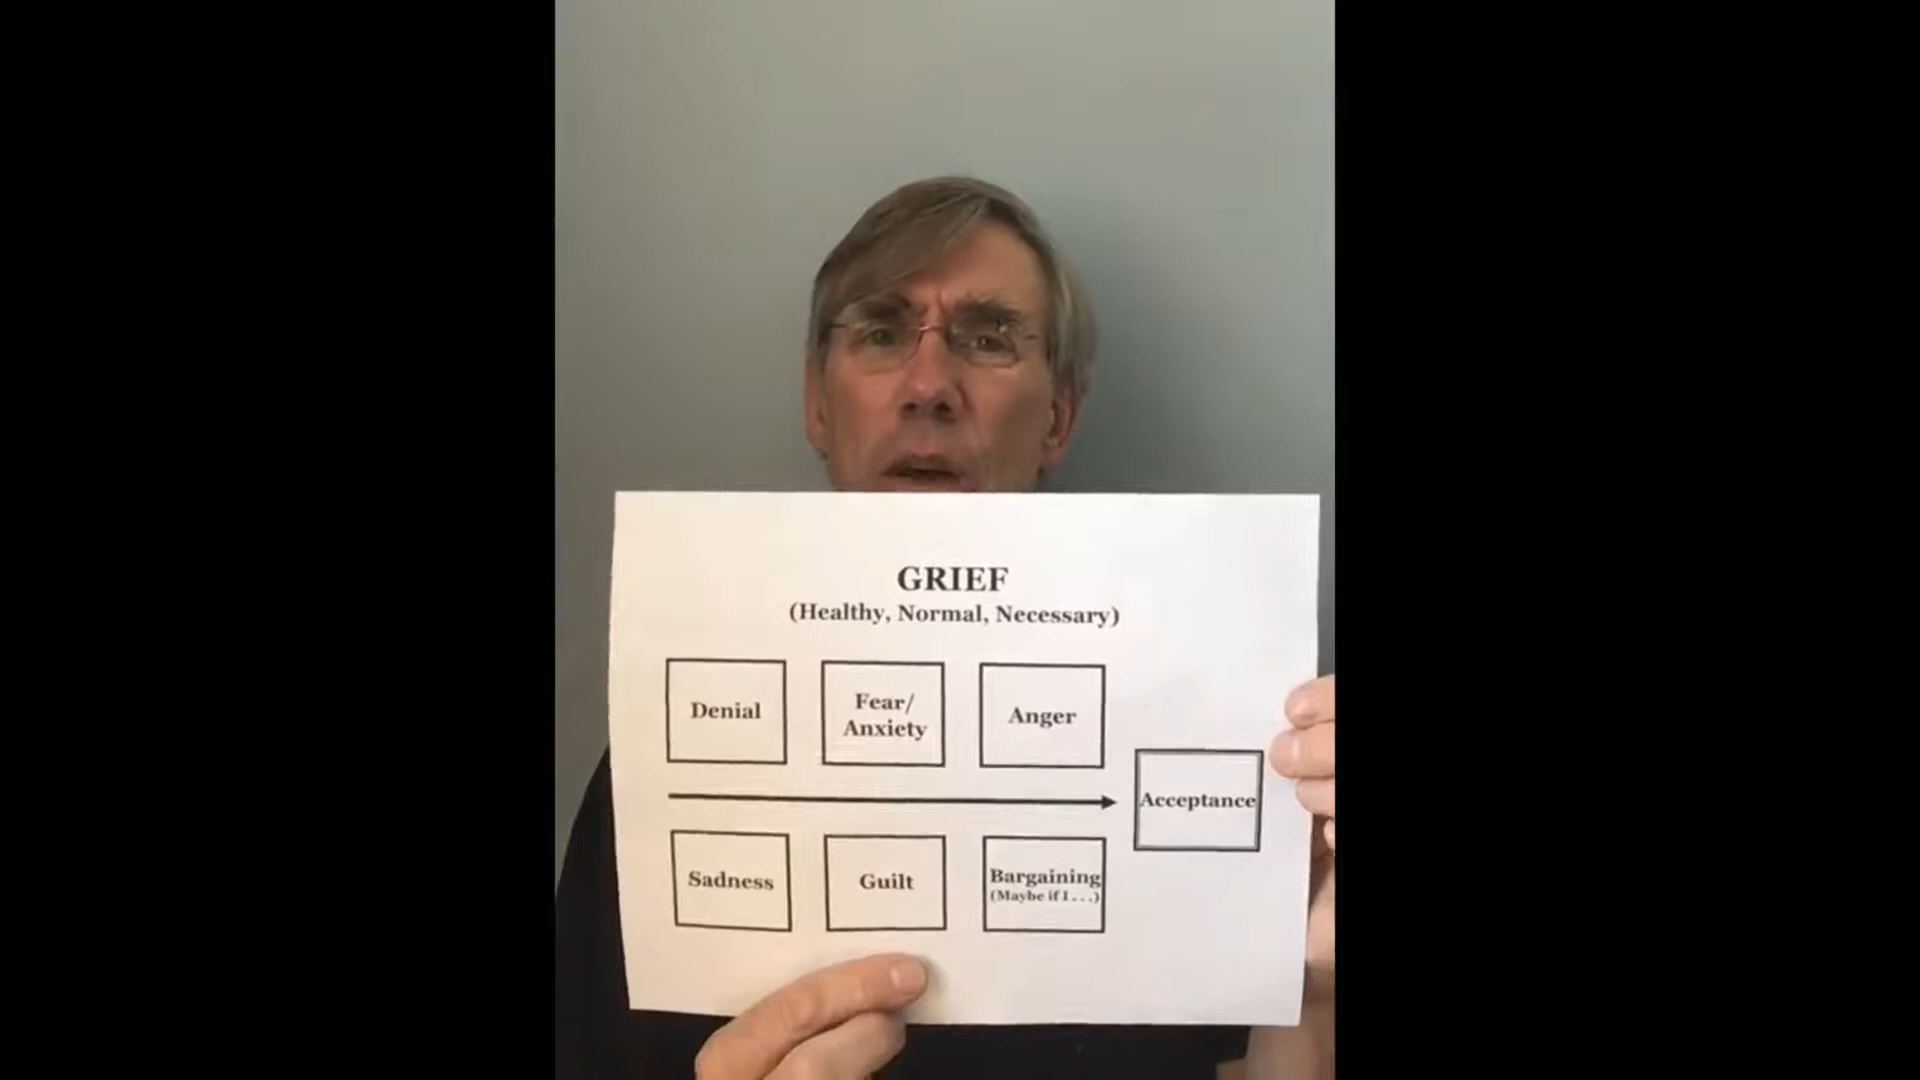 GRIEF
(Healthy, Normal, Necessary)
Denial
Fear/
Anxiety
Anger
Acceptance
Sadness
Guilt
Bargaining
(Maybe if I . . .)